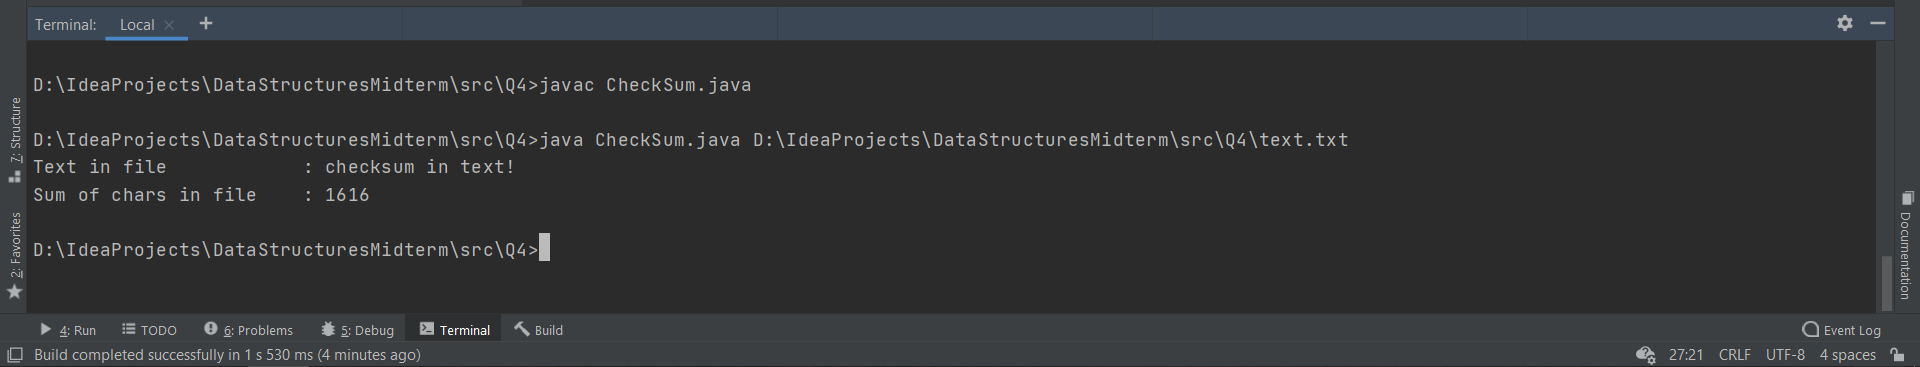 Terminal: Local × +
D:\IdeaProjects\DataStructuresMidterm\src\Q4>javac CheckSum.java
D:\IdeaProjects\DataStructuresMidterm\src\Q4>java CheckSum.java D:\IdeaProjects\DataStructuresMidterm\src\Q4\text.txt
Text in file            : checksum in text!
Sum of chars in file    : 1616
D:\IdeaProjects\DataStructuresMidterm\src\Q4>
7: Structure
2: Favorites
Documentation
4: Run TODO 6: Problems 5: Debug Terminal Build Event Log
Build completed successfully in 1 s 530 ms (4 minutes ago) 27:21 CRLF UTF-8 4 spaces